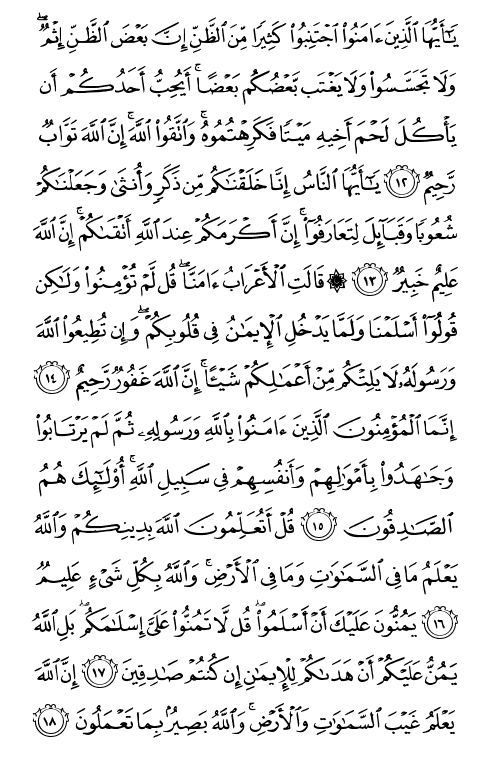 يَٰٓأَيُّهَا ٱلَّذِينَ ءَامَنُوا۟ ٱجْتَنِبُوا۟ كَثِيرًا مِّنَ ٱلظَّنِّ إِنَّ بَعْضَ ٱلظَّنِّ إِثْمٌ ۖ
وَلَا تَجَسَّسُوا۟ وَلَا يَغْتَب بَّعْضُكُم بَعْضًا ۚ أَيُحِبُّ أَحَدُكُمْ أَن
يَأْكُلَ لَحْمَ أَخِيهِ مَيْتًا فَكَرِهْتُمُوهُ ۚ وَٱتَّقُوا۟ ٱللَّهَ ۚ إِنَّ ٱللَّهَ تَوَّابٌ
رَّحِيمٌ ١٢ يَٰٓأَيُّهَا ٱلنَّاسُ إِنَّا خَلَقْنَٰكُم مِّن ذَكَرٍ وَأُنثَىٰ وَجَعَلْنَٰكُمْ
شُعُوبًا وَقَبَآئِلَ لِتَعَارَفُوٓا۟ ۚ إِنَّ أَكْرَمَكُمْ عِندَ ٱللَّهِ أَتْقَىٰكُمْ ۚ إِنَّ ٱللَّهَ
عَلِيمٌ خَبِيرٌ ١٣ ۞ قَالَتِ ٱلْأَعْرَابُ ءَامَنَّا ۖ قُل لَّمْ تُؤْمِنُوا۟ وَلَٰكِن
قُولُوٓا۟ أَسْلَمْنَا وَلَمَّا يَدْخُلِ ٱلْإِيمَٰنُ فِى قُلُوبِكُمْ ۖ وَإِن تُطِيعُوا۟ ٱللَّهَ
وَرَسُولَهُۥ لَا يَلِتْكُم مِّنْ أَعْمَٰلِكُمْ شَيْـًٔا ۚ إِنَّ ٱللَّهَ غَفُورٌ رَّحِيمٌ ١٤
إِنَّمَا ٱلْمُؤْمِنُونَ ٱلَّذِينَ ءَامَنُوا۟ بِٱللَّهِ وَرَسُولِهِۦ ثُمَّ لَمْ يَرْتَابُوا۟
وَجَٰهَدُوا۟ بِأَمْوَٰلِهِمْ وَأَنفُسِهِمْ فِى سَبِيلِ ٱللَّهِ ۚ أُو۟لَٰٓئِكَ هُمُ
ٱلصَّٰدِقُونَ ١٥ قُلْ أَتُعَلِّمُونَ ٱللَّهَ بِدِينِكُمْ وَٱللَّهُ
يَعْلَمُ مَا فِى ٱلسَّمَٰوَٰتِ وَمَا فِى ٱلْأَرْضِ ۚ وَٱللَّهُ بِكُلِّ شَىْءٍ عَلِيمٌ
١٦ يَمُنُّونَ عَلَيْكَ أَنْ أَسْلَمُوا۟ ۖ قُل لَّا تَمُنُّوا۟ عَلَىَّ إِسْلَٰمَكُم ۖ بَلِ ٱللَّهُ
يَمُنُّ عَلَيْكُمْ أَنْ هَدَىٰكُمْ لِلْإِيمَٰنِ إِن كُنتُمْ صَٰدِقِينَ ١٧ إِنَّ ٱللَّهَ
يَعْلَمُ غَيْبَ ٱلسَّمَٰوَٰتِ وَٱلْأَرْضِ ۚ وَٱللَّهُ بَصِيرٌۢ بِمَا تَعْمَلُونَ ١٨